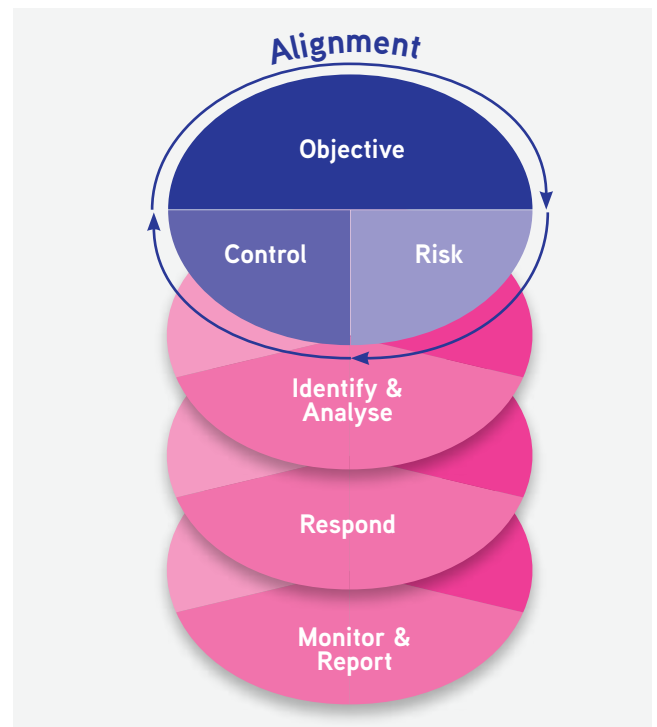 Alignment
Objective
Control
Risk
Identify &
Analyse
Respond
Monitor &
Report